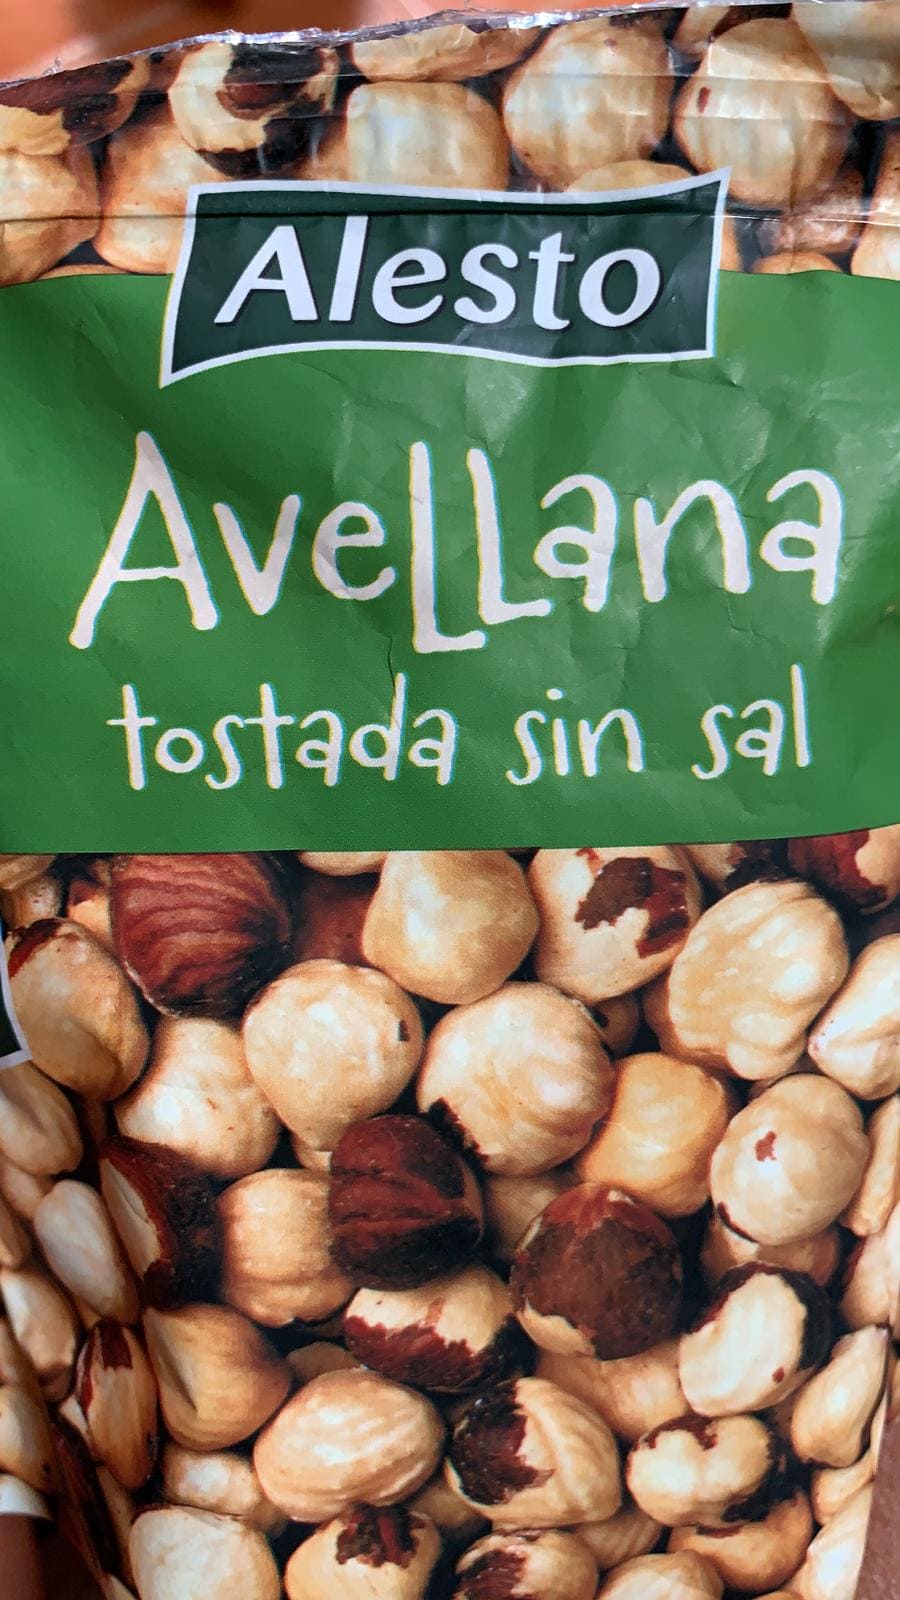 Alesto
Avellana
tostada sin sal